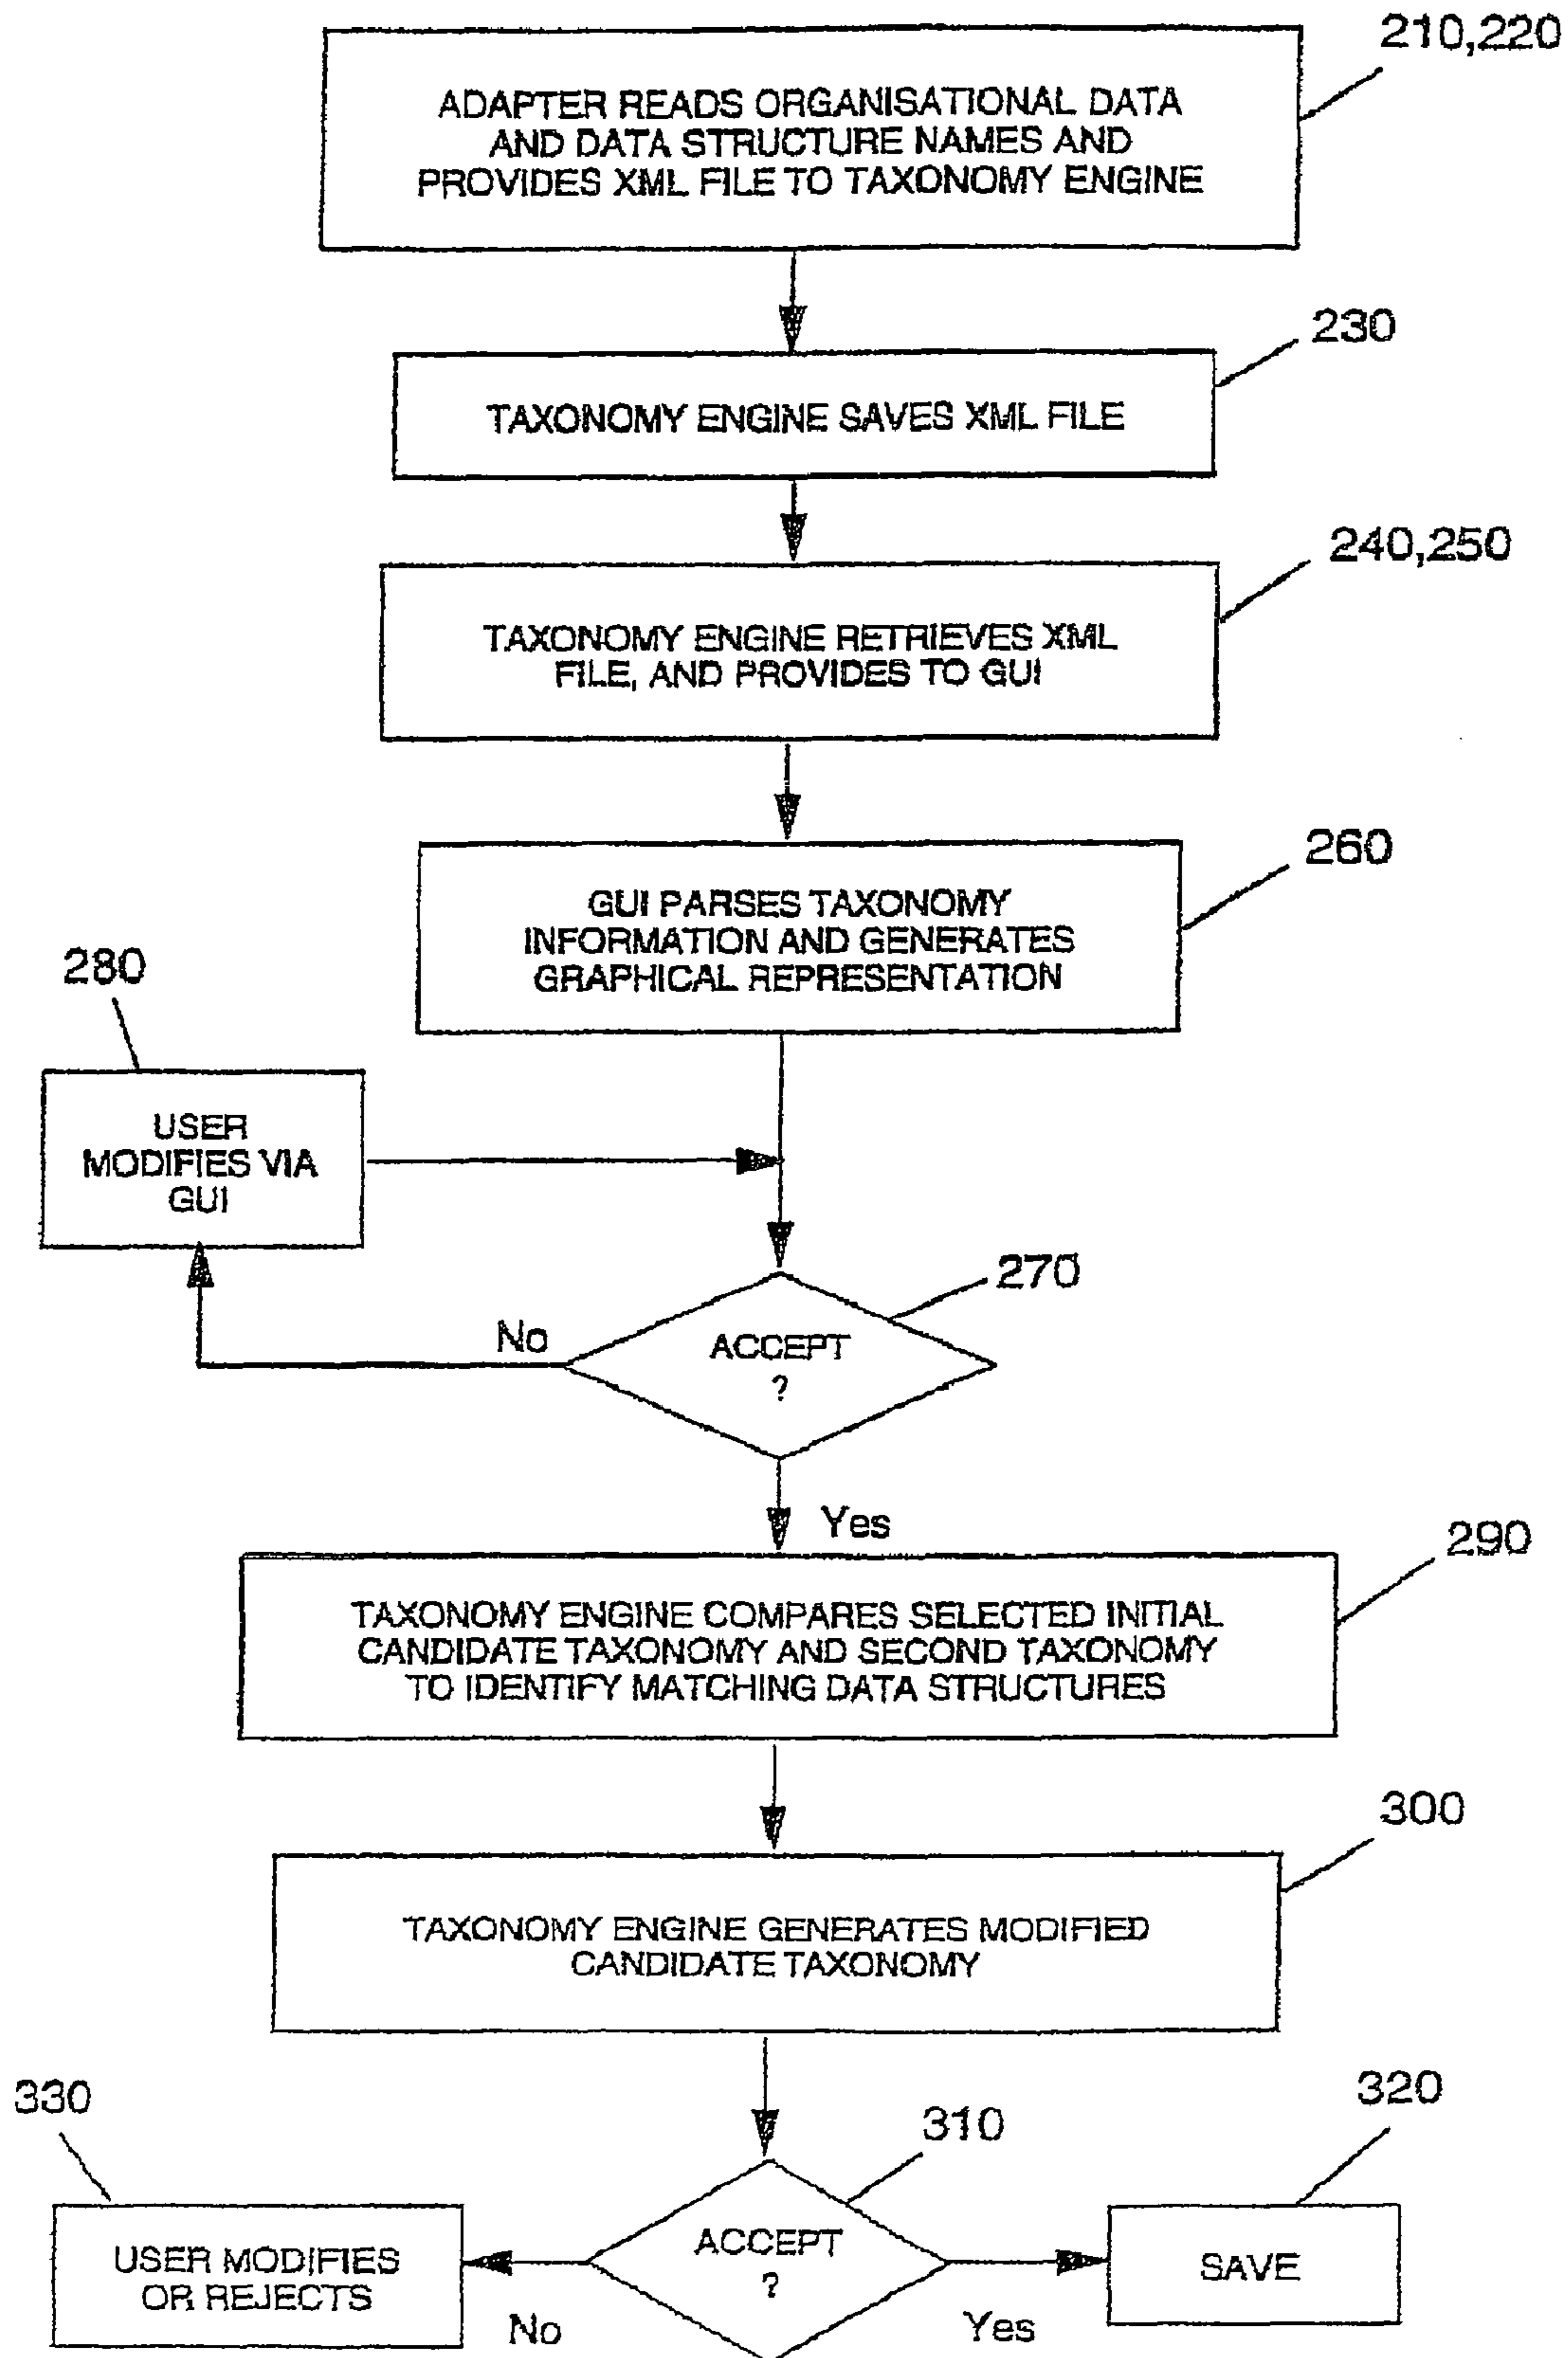 210,220
ADAPTER READS ORGANISATIONAL DATA
AND DATA STRUCTURE NAMES AND
PROVIDES XML FILE TO TAXONOMY ENGINE
230
TAXONOMY ENGINE SAVES XML FILE
240,250
TAXONOMY ENGINE RETRIEVES XML
FILE, AND PROVIDES TO GUI
260
GUI PARSES TAXONOMY
INFORMATION AND GENERATES
GRAPHICAL REPRESENTATION
280
USER
MODIFIES VIA
GUI
270
No
ACCEPT
?
Yes
290
TAXONOMY ENGINE COMPARES SELECTED INITIAL
CANDIDATE TAXONOMY AND SECOND TAXONOMY
TO IDENTIFY MATCHING DATA STRUCTURES
300
TAXONOMY ENGINE GENERATES MODIFIED
CANDIDATE TAXONOMY
330
310
320
USER MODIFIES
OR REJECTS
ACCEPT
?
SAVE
No
Yes